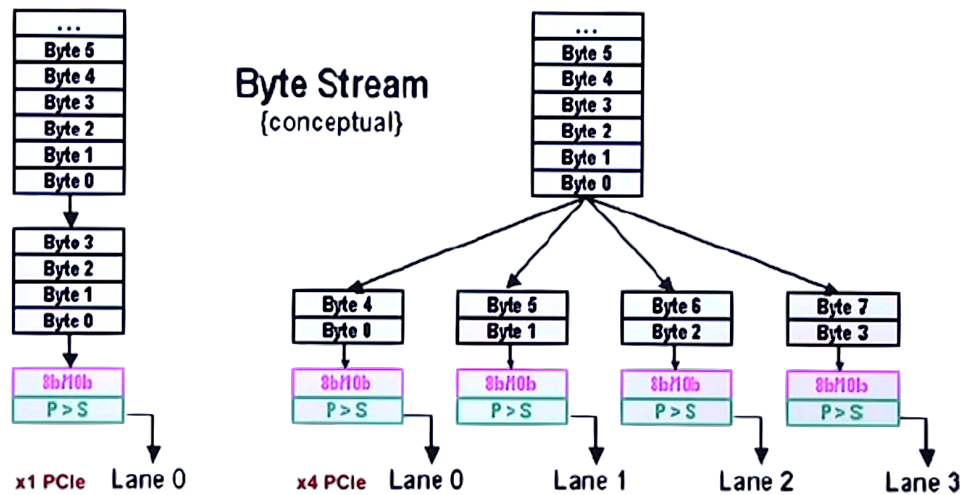 ...
Byte 5
Byte 4
Byte 3
Byte 2
Byte 1
Byte 0
Byte 3
Byte 2
Byte 1
Byte 0
8b/10b
P > S
x1 PCIe
Lane 0
Byte Stream
{conceptual}
...
Byte 5
Byte 4
Byte 3
Byte 2
Byte 1
Byte 0
Byte 4
Byte 0
8b/10b
P > S
x4 PCIe
Lane 0
Byte 5
Byte 1
8b/10b
P > S
Lane 1
Byte 6
Byte 2
8b/10b
P > S
Lane 2
Byte 7
Byte 3
8b/10b
P > S
Lane 3